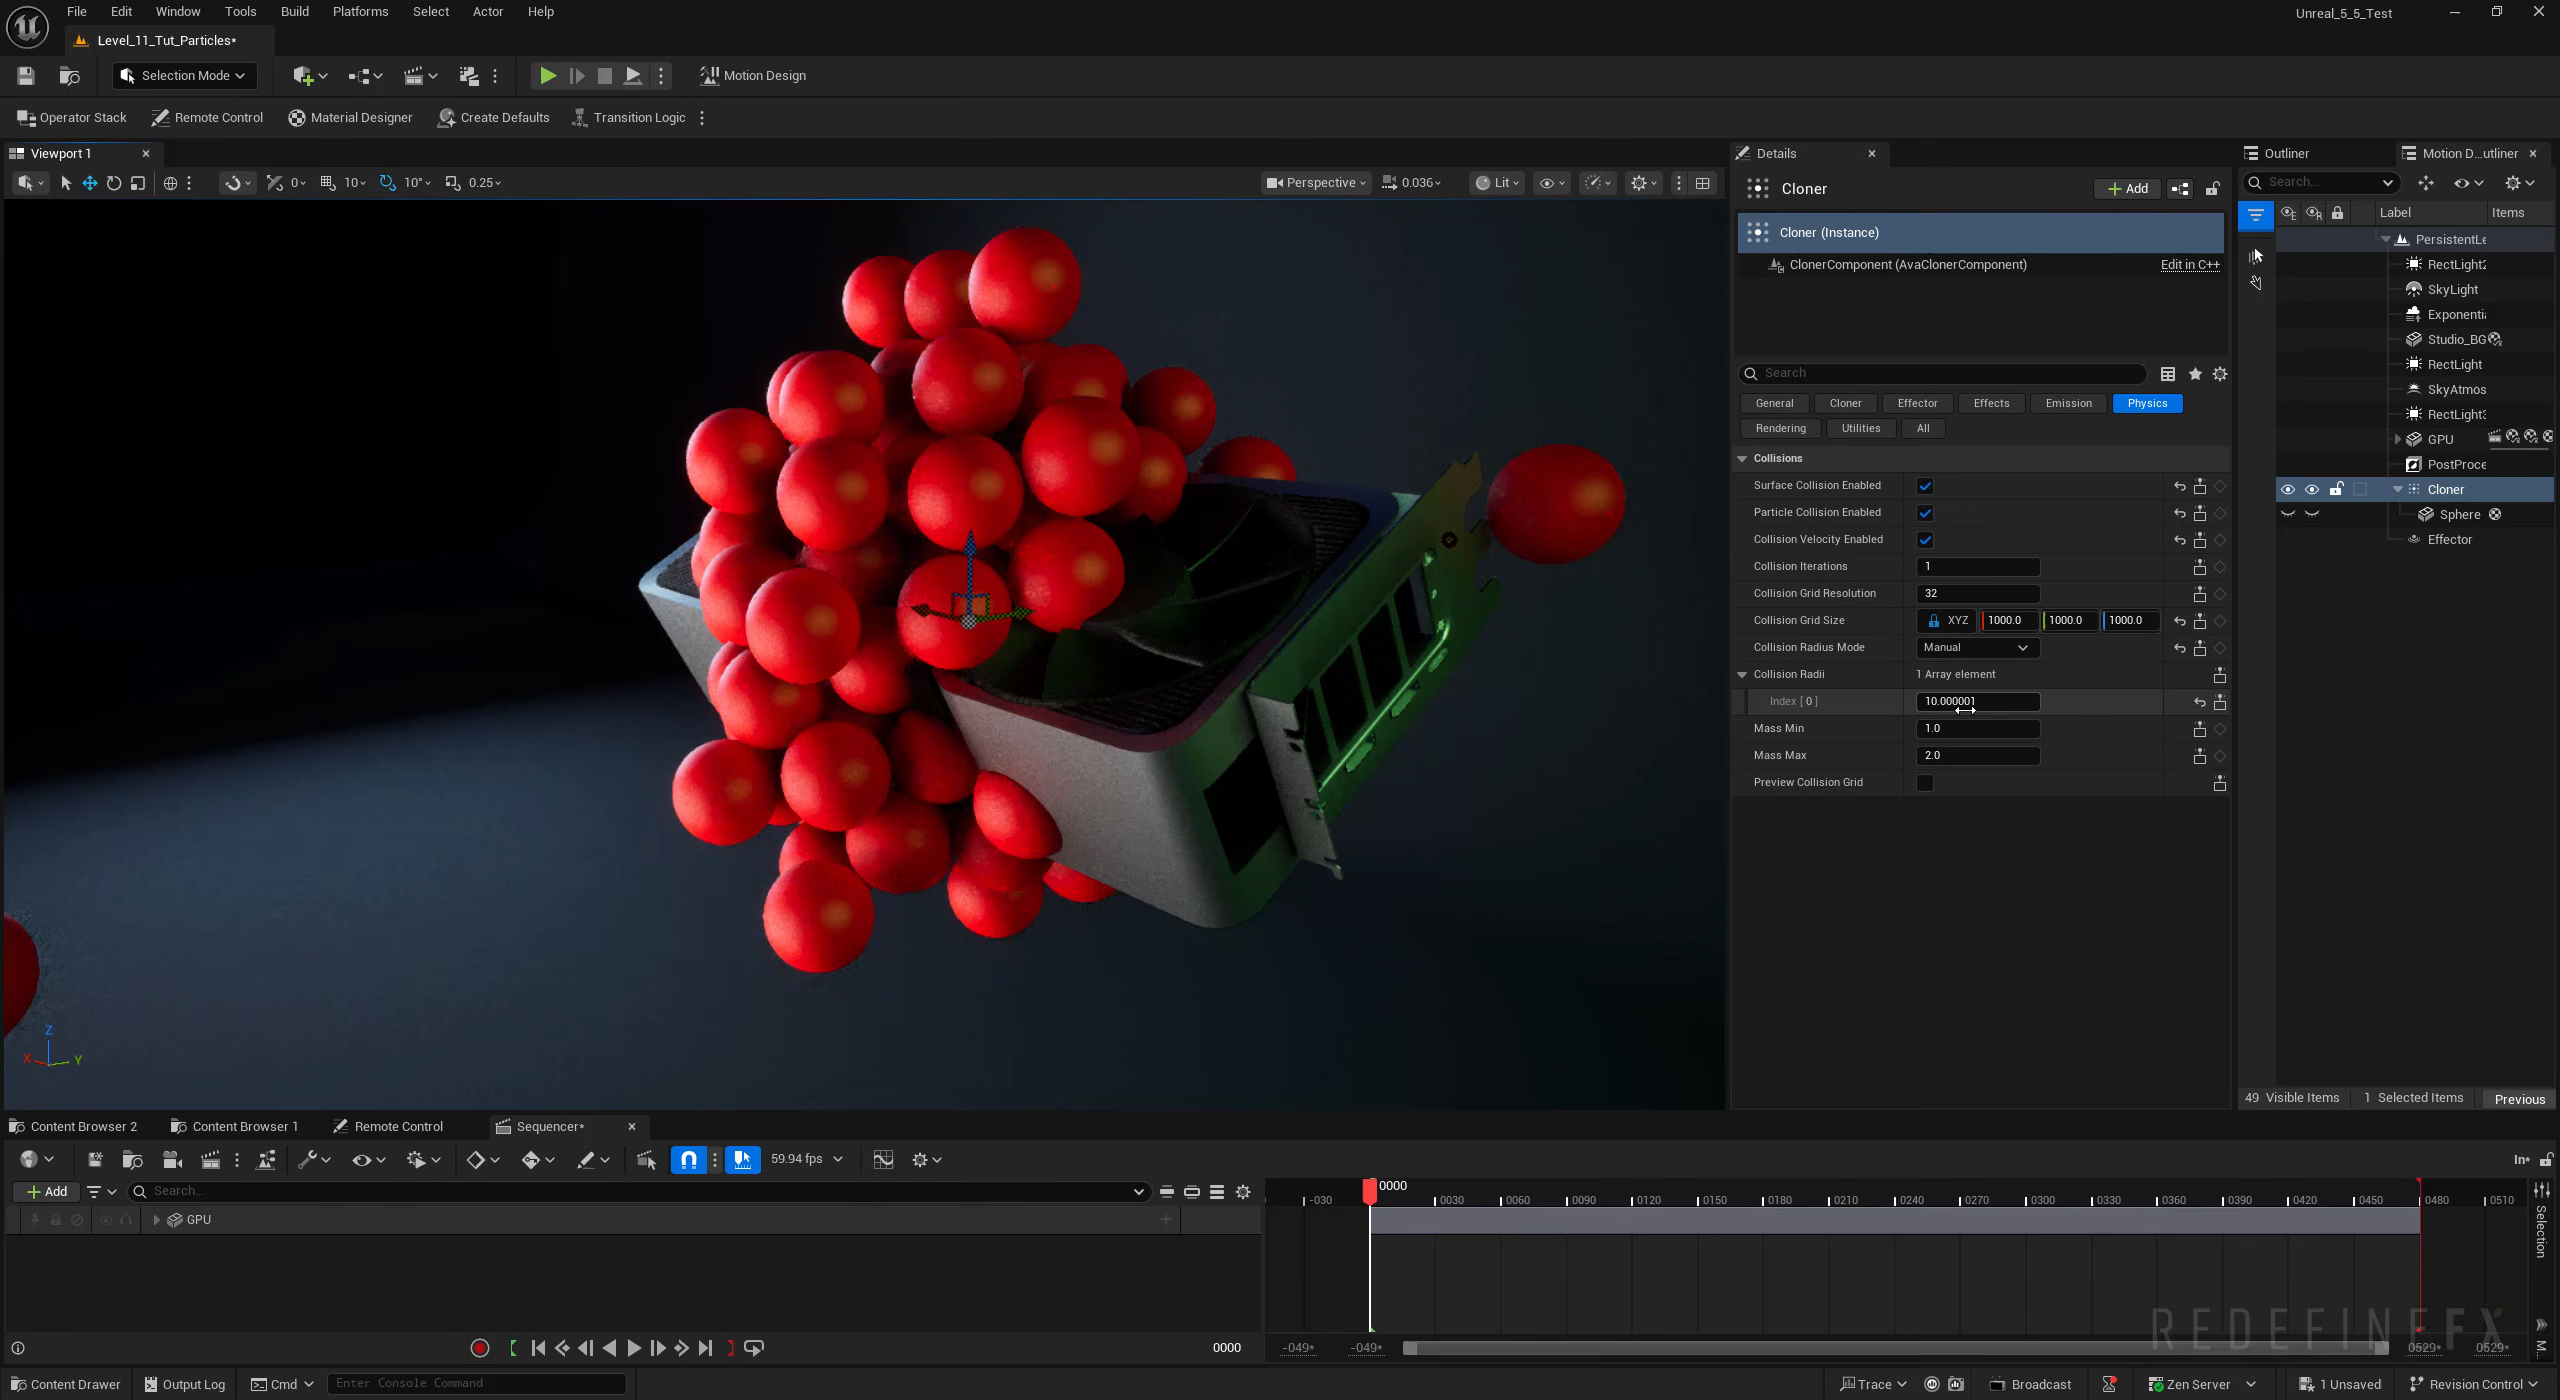 File Edit Window Tools Build Platforms Select Actor Help
Unreal_5_5_Test
Level_11_Tut_Particles*
Selection Mode
Motion Design
Operator Stack Remote Control Material Designer Create Defaults Transition Logic
Viewport 1
0 10 10° 0.25
Perspective 0.036 Lit
Z
X
Y
Details
Cloner
Add
Cloner (Instance)
ClonerComponent (AvaClonerComponent) Edit in C++
Search
General Cloner Effector Effects Emission Physics
Rendering Utilities All
Collisions
Surface Collision Enabled
Particle Collision Enabled
Collision Velocity Enabled
Collision Iterations 1
Collision Grid Resolution 32
Collision Grid Size XYZ 1000.0 1000.0 1000.0
Collision Radius Mode Manual
Collision Radii 1 Array element
Index [ 0 ] 10.000001
Mass Min 1.0
Mass Max 2.0
Preview Collision Grid
Outliner Motion D...utliner
Search...
Label Items
PersistentLe
RectLight2
SkyLight
Exponentia
Studio_BG
RectLight
SkyAtmos
RectLight3
GPU
PostProce
Cloner
Sphere
Effector
49 Visible Items 1 Selected Items Previous
Content Browser 2 Content Browser 1 Remote Control Sequencer*
59.94 fps
In*
Add Search...
GPU
-030 0000 0030 0060 0090 0120 0150 0180 0210 0240 0270 0300 0330 0360 0390 0420 0450 0480 0510
Selection
M...
REDEFINEFX
0000 -049* -049* 0529* 0529*
Content Drawer Output Log Cmd Enter Console Command
Trace Broadcast Zen Server 1 Unsaved Revision Control